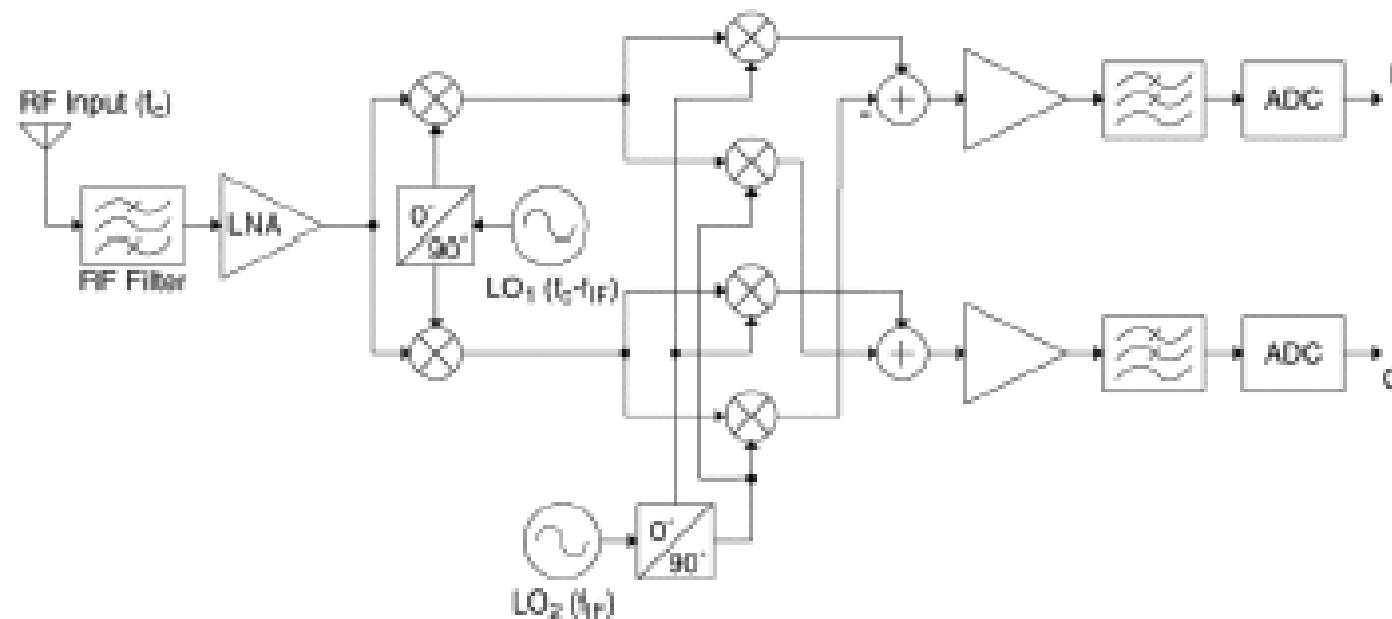 RF Input (fc)
RF Filter
LNA
0°
90°
LO1 (fc-fIF)
0°
90°
LO2 (fIF)
+
-
ADC
+
ADC